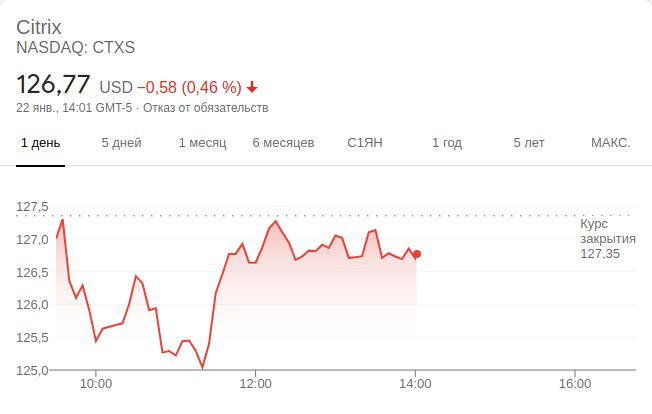 Citrix
NASDAQ: CTXS
126,77 USD −0,58 (0,46 %)
22 янв., 14:01 GMT-5 · Отказ от обязательств
1 день 5 дней 1 месяц 6 месяцев С1ЯН 1 год 5 лет МАКС.
127,5
Курс
закрытия
127,35
127,0
126,5
126,0
125,5
125,0
10:00 12:00 14:00 16:00